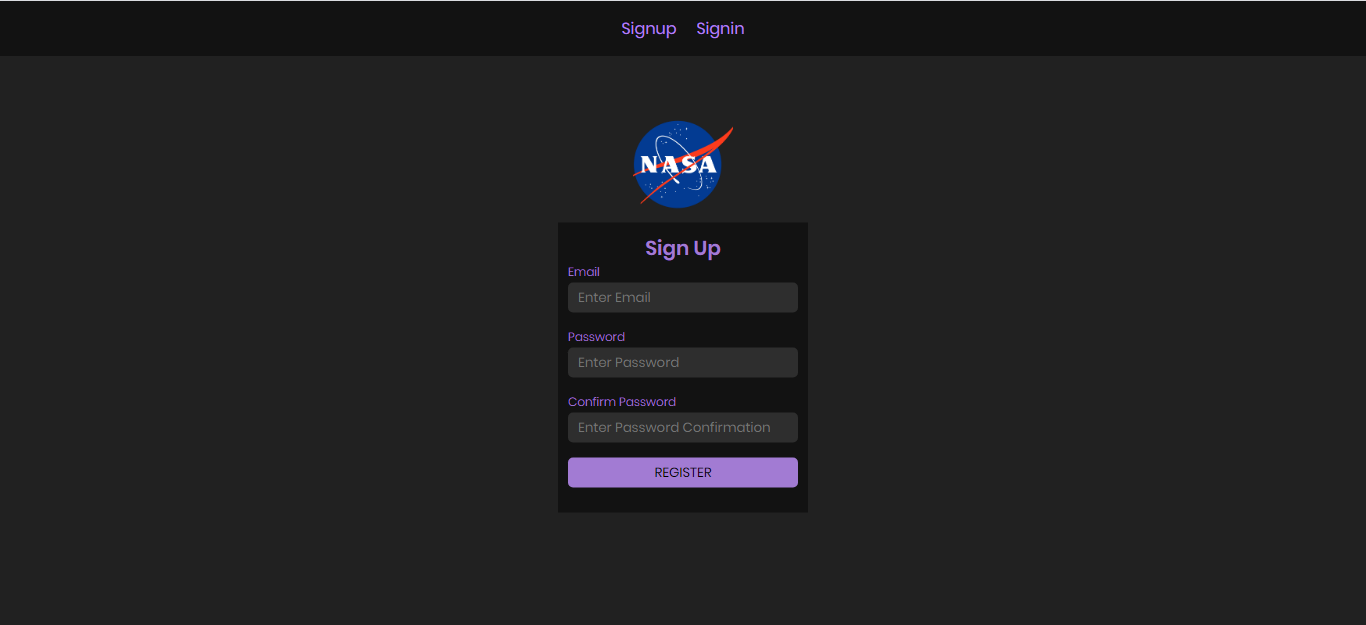 Signup Signin
NASA
Sign Up
Email
Enter Email
Password
Enter Password
Confirm Password
Enter Password Confirmation
REGISTER